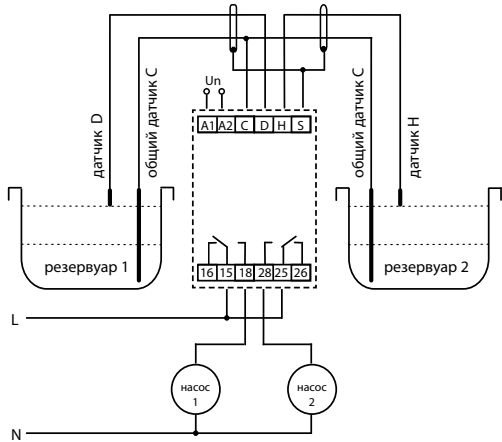 Un
A1 A2 C D H S
датчик D
общий датчик C
общий датчик C
датчик H
резервуар 1
резервуар 2
16 15 18 28 25 26
L
насос
1
насос
2
N